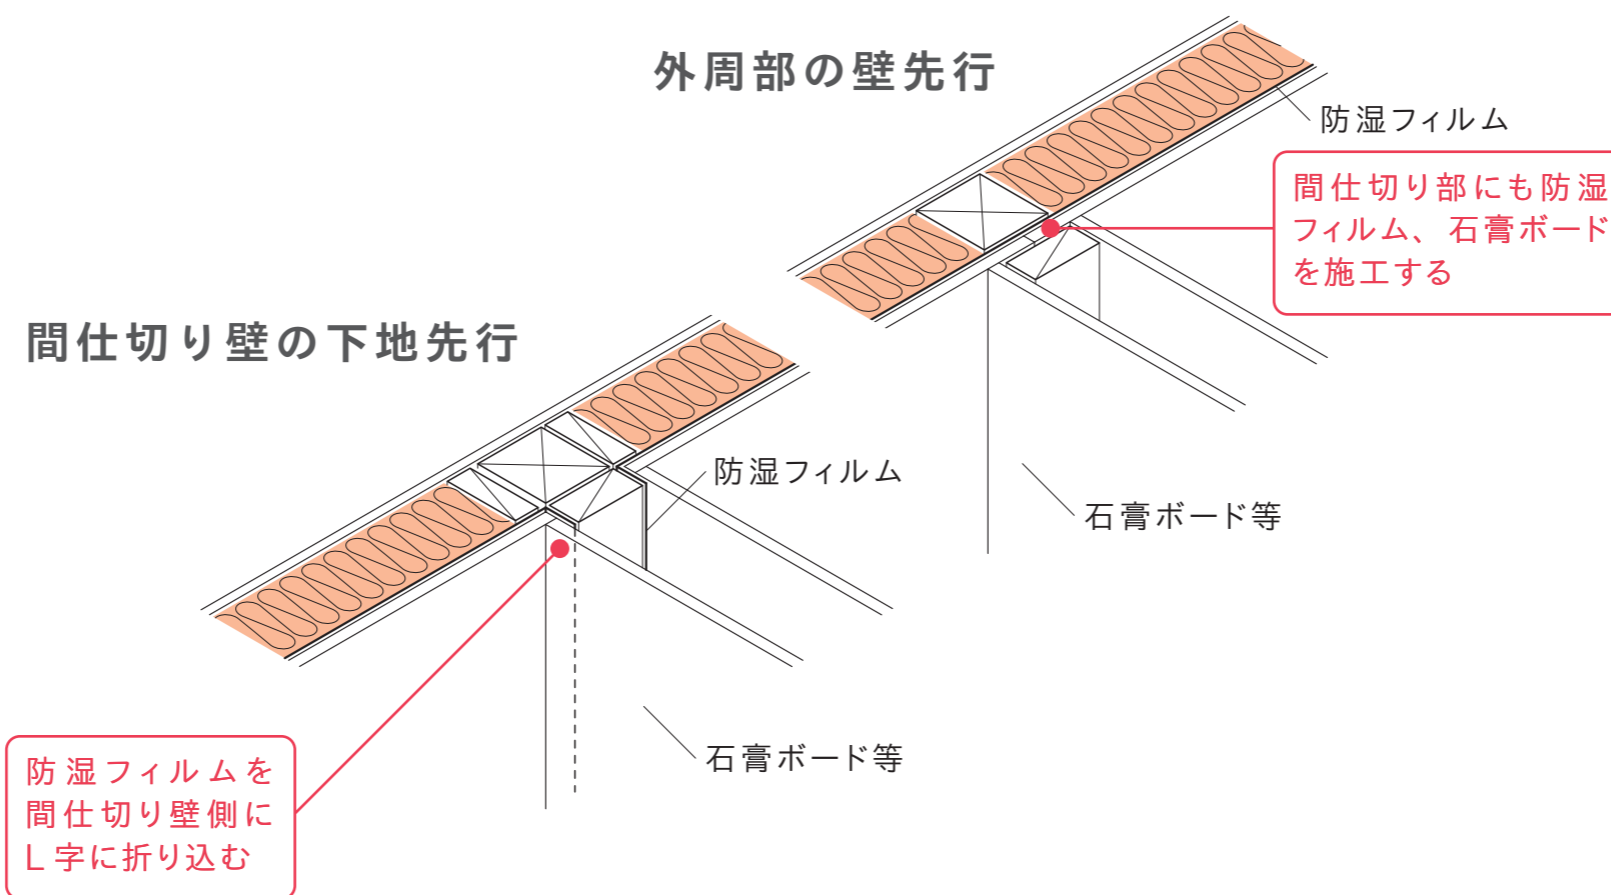 外周部の壁先行
防湿フィルム
間仕切り部にも防湿
フィルム、石膏ボード
を施工する
石膏ボード等
間仕切り壁の下地先行
防湿フィルム
石膏ボード等
防湿フィルムを
間仕切り壁側に
L字に折り込む